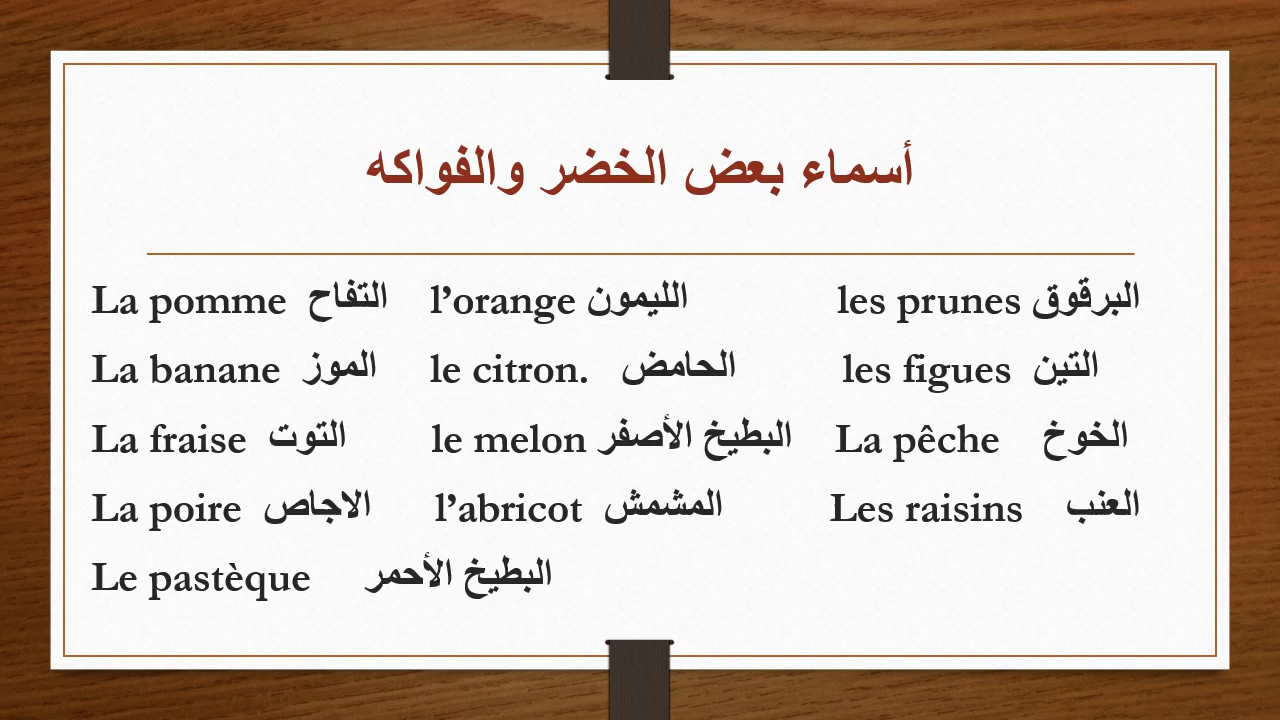 أسماء بعض الخضر والفواكه
La pomme التفاح l’orange الليمون les prunes البرقوق
La banane الموز le citron. الحامض les figues التين
La fraise التوت le melon البطيخ الأصفر La pêche الخوخ
La poire الاجاص l’abricot المشمش Les raisins العنب
Le pastèque البطيخ الأحمر